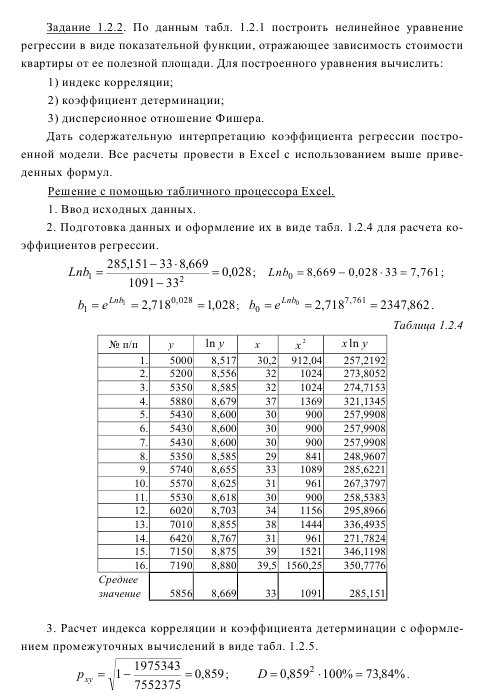 Задание 1.2.2. По данным табл. 1.2.1 построить нелинейное уравнение
регрессии в виде показательной функции, отражающее зависимость стоимости
квартиры от ее полезной площади. Для построенного уравнения вычислить:
1) индекс корреляции;
2) коэффициент детерминации;
3) дисперсионное отношение Фишера.
Дать содержательную интерпретацию коэффициента регрессии постро-
енной модели. Все расчеты провести в Excel с использованием выше приве-
денных формул.
Решение с помощью табличного процессора Excel.
1. Ввод исходных данных.
2. Подготовка данных и оформление их в виде табл. 1.2.4 для расчета ко-
эффициентов регрессии.
Lnb₁ = (285,151 − 33 · 8,669) / (1091 − 33²) = 0,028; Lnb₀ = 8,669 − 0,028 · 33 = 7,761;
b₁ = e^Lnb₁ = 2,718^0,028 = 1,028; b₀ = e^Lnb₀ = 2,718^7,761 = 2347,862.
Таблица 1.2.4
№ п/п y ln y x x² x ln y
1. 5000 8,517 30,2 912,04 257,2192
2. 5200 8,556 32 1024 273,8052
3. 5350 8,585 32 1024 274,7153
4. 5880 8,679 37 1369 321,1345
5. 5430 8,600 30 900 257,9908
6. 5430 8,600 30 900 257,9908
7. 5430 8,600 30 900 257,9908
8. 5350 8,585 29 841 248,9607
9. 5740 8,655 33 1089 285,6221
10. 5570 8,625 31 961 267,3797
11. 5530 8,618 30 900 258,5383
12. 6020 8,703 34 1156 295,8966
13. 7010 8,855 38 1444 336,4935
14. 6420 8,767 31 961 271,7824
15. 7150 8,875 39 1521 346,1198
16. 7190 8,880 39,5 1560,25 350,7776
Среднее
значение 5856 8,669 33 1091 285,151
3. Расчет индекса корреляции и коэффициента детерминации с оформле-
нием промежуточных вычислений в виде табл. 1.2.5.
p_xy = √(1 − 1975343 / 7552375) = 0,859; D = 0,859² · 100% = 73,84%.